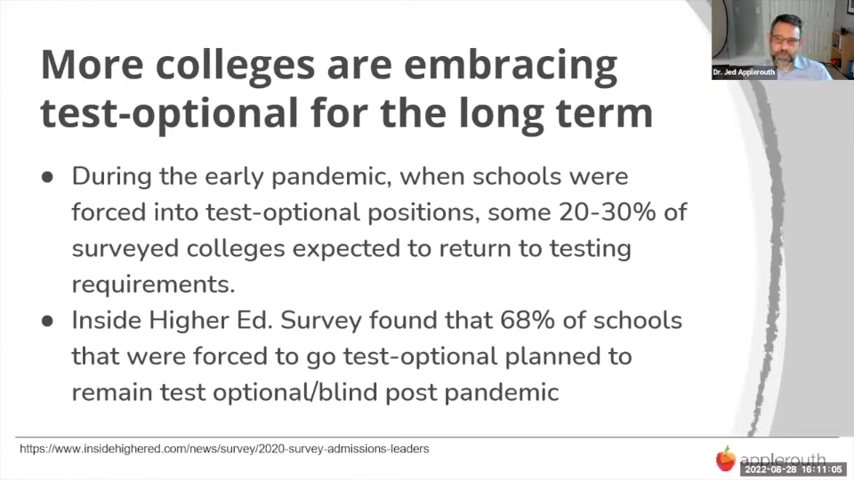 More colleges are embracing
test-optional for the long term
Dr. Jed Applerouth
● During the early pandemic, when schools were
forced into test-optional positions, some 20-30% of
surveyed colleges expected to return to testing
requirements.
● Inside Higher Ed. Survey found that 68% of schools
that were forced to go test-optional planned to
remain test optional/blind post pandemic
https://www.insidehighered.com/news/survey/2020-survey-admissions-leaders
applerouth
2022-08-28 16:11:05